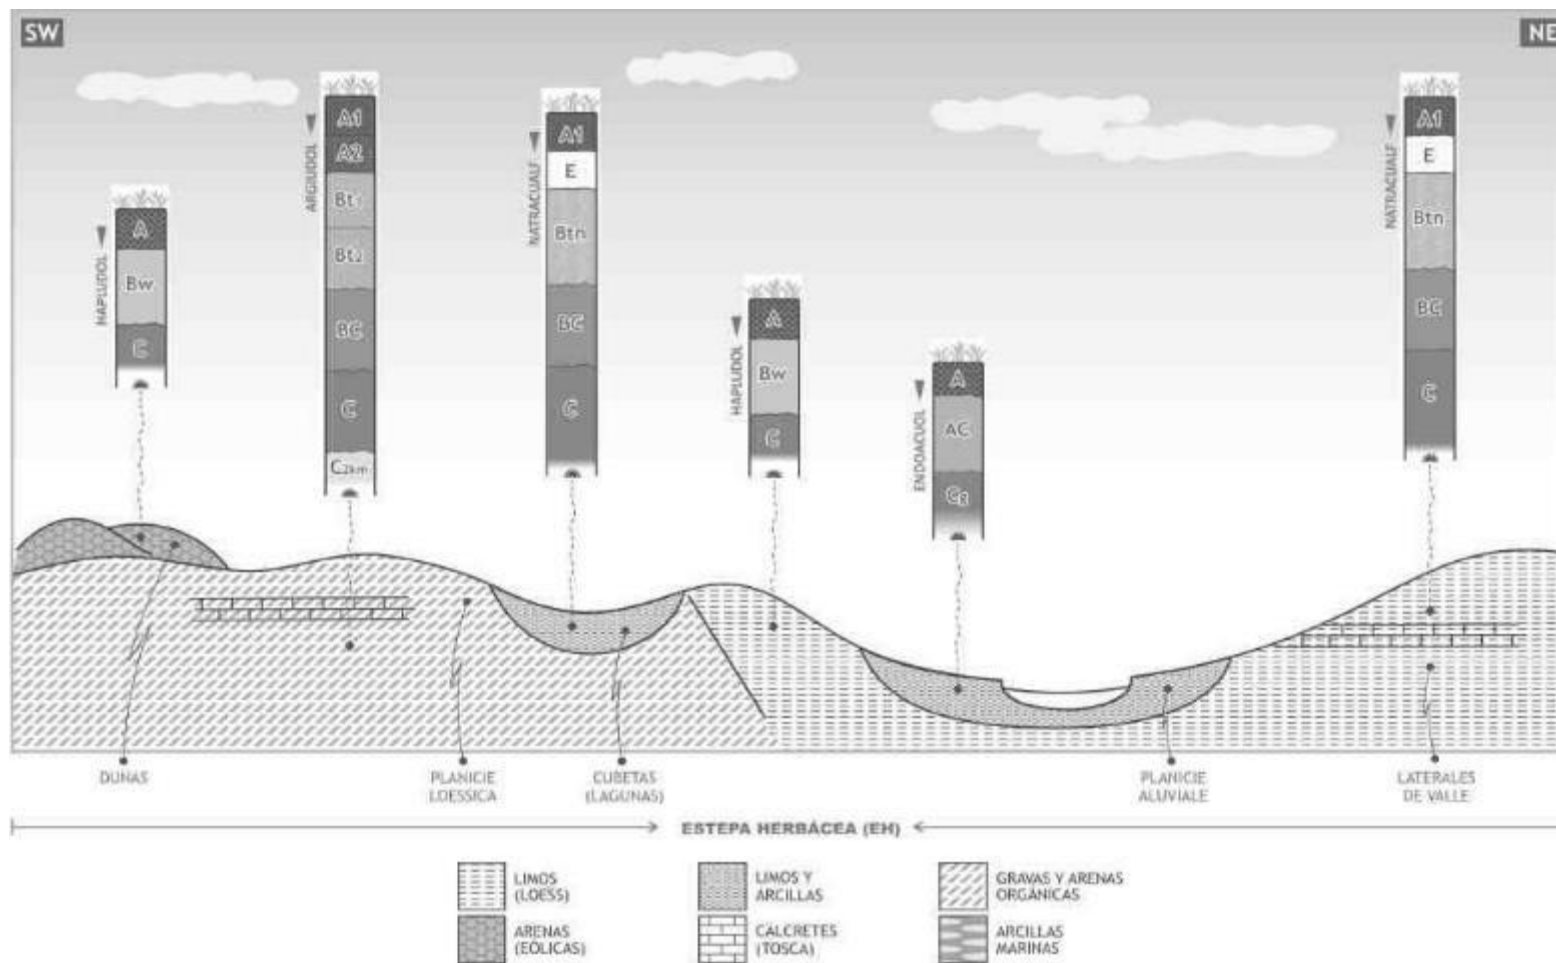 SW
NE
HAPLUDOL
A
Bw
C
ARGIUDOL
A1
A2
Bt1
Bt2
BC
C
C2km
NATRACUALF
A1
E
Btn
BC
C
HAPLUDOL
A
Bw
C
ENDOACUOL
A
AC
Cg
NATRACUALF
A1
E
Btn
BC
C
DUNAS
PLANICIE
LOESSICA
CUBETAS
(LAGUNAS)
PLANICIE
ALUVIALE
LATERALES
DE VALLE
ESTEPA HERBÁCEA (EH)
LIMOS
(LOESS)
LIMOS Y
ARCILLAS
GRAVAS Y ARENAS
ORGÁNICAS
ARENAS
(EÓLICAS)
CALCRETES
(TOSCA)
ARCILLAS
MARINAS